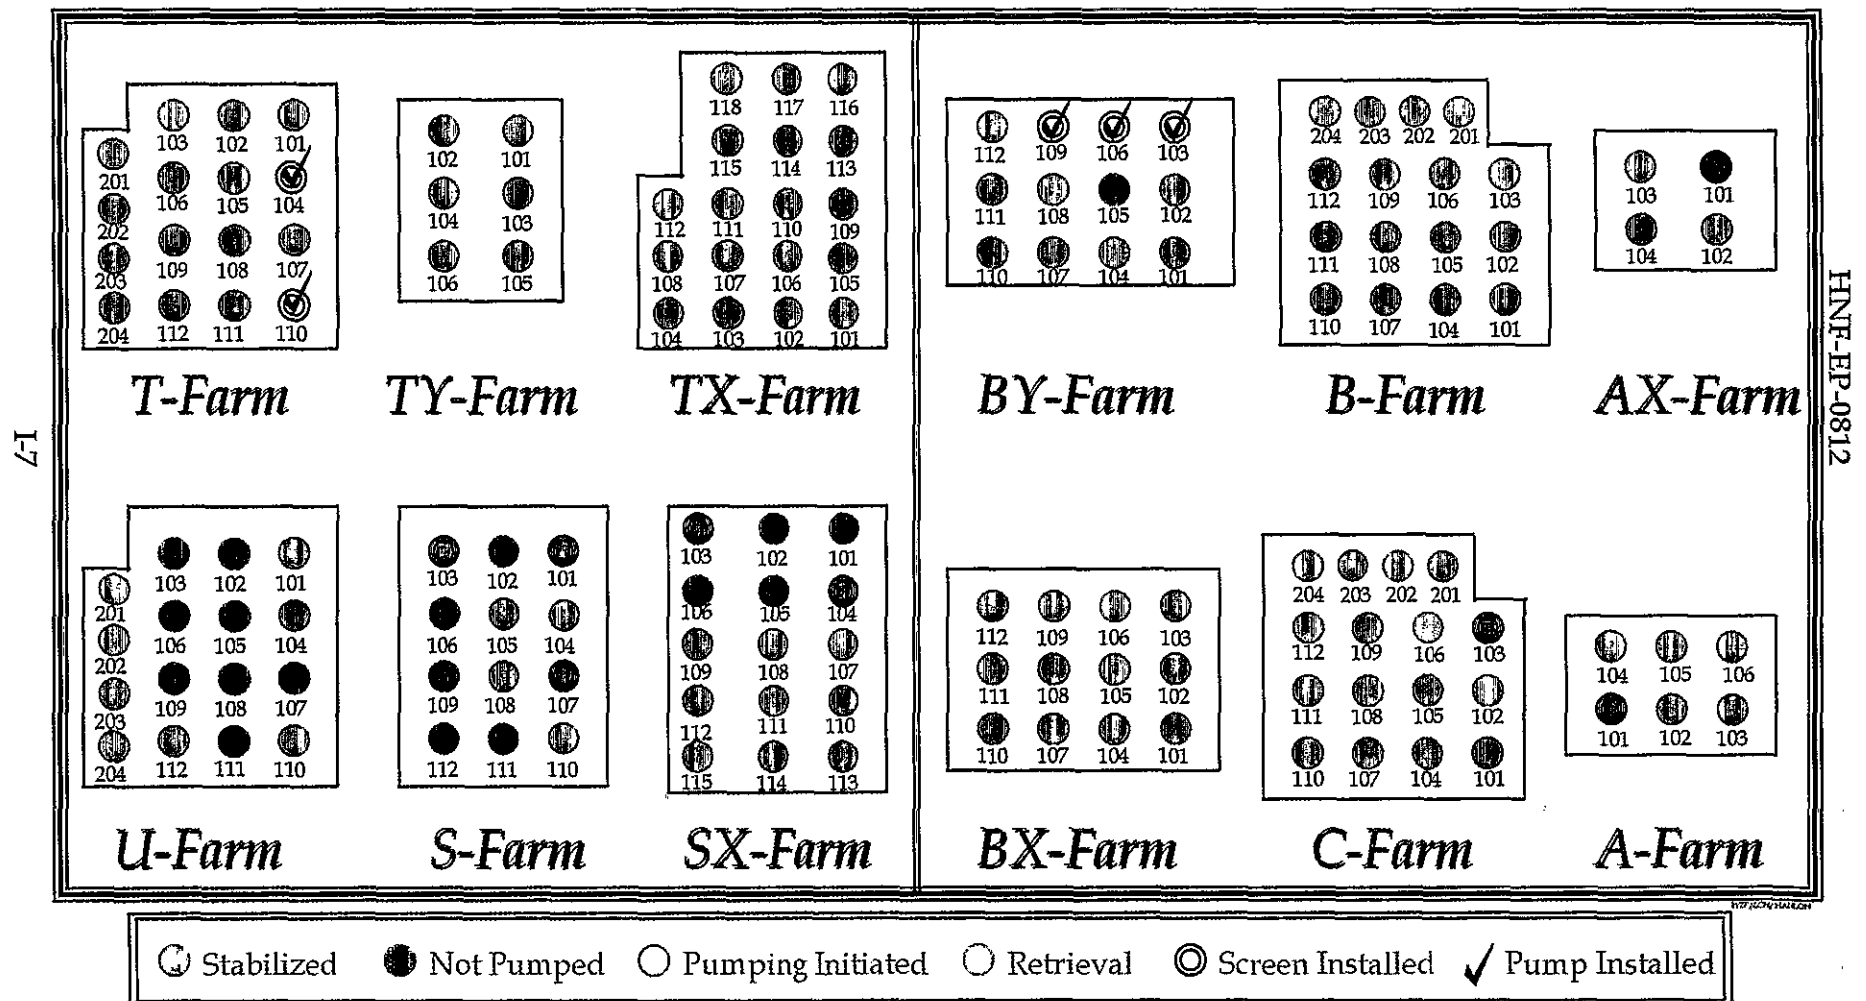 118 117 116
103 102 101
115 114 113
201 106 105 104
202
109 108 107
203
204 112 111 110
T-Farm
102 101
104 103
106 105
TY-Farm
112 111 110 109
108 107 106 105
104 103 102 101
TX-Farm
112 109 106 103
111 108 105 102
110 107 104 101
BY-Farm
204 203 202 201
112 109 106 103
111 108 105 102
110 107 104 101
B-Farm
103 101
104 102
AX-Farm
HNF-EP-0812
I-7
103 102 101
201
106 105 104
202
109 108 107
203
204 112 111 110
U-Farm
103 102 101
106 105 104
109 108 107
112 111 110
S-Farm
103 102 101
106 105 104
109 108 107
112 111 110
115 114 113
SX-Farm
112 109 106 103
111 108 105 102
110 107 104 101
BX-Farm
204 203 202 201
112 109 106 103
111 108 105 102
110 107 104 101
C-Farm
104 105 106
101 102 103
A-Farm
Stabilized Not Pumped Pumping Initiated Retrieval Screen Installed Pump Installed